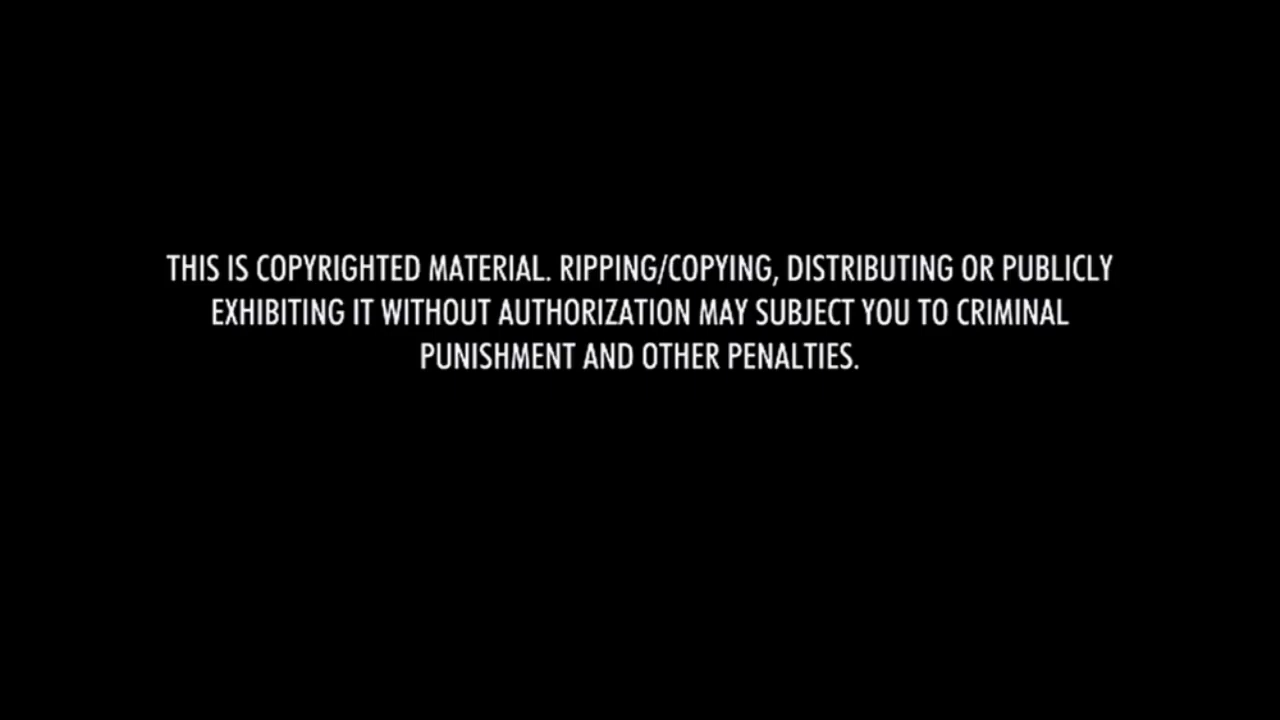 THIS IS COPYRIGHTED MATERIAL. RIPPING/COPYING, DISTRIBUTING OR PUBLICLY
EXHIBITING IT WITHOUT AUTHORIZATION MAY SUBJECT YOU TO CRIMINAL
PUNISHMENT AND OTHER PENALTIES.